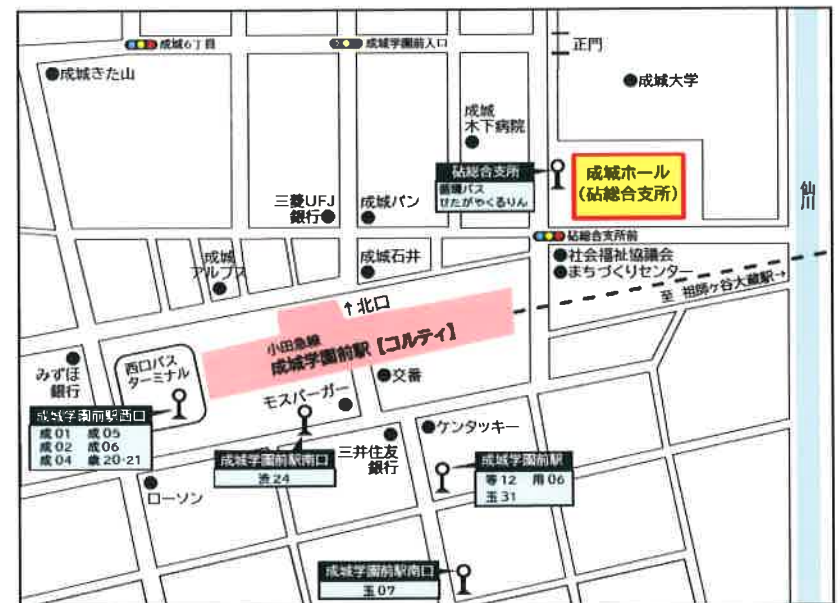 成城6丁目
成城学園前入口
正門
成城きた山
成城大学
成城
木下病院
砧総合支所
循環バス
せたがやくるりん
成城ホール
（砧総合支所）
仙川
三菱UFJ
銀行
成城パン
砧総合支所前
成城
アルプス
成城石井
社会福祉協議会
まちづくりセンター
至 祖師ヶ谷大蔵駅→
↑北口
小田急線
成城学園前駅【コルティ】
みずほ
銀行
西口バス
ターミナル
交番
モスバーガー
成城学園前駅西口
成01 成05
成02 成06
成04 歳20·21
ケンタッキー
三井住友
銀行
成城学園前駅南口
渋24
成城学園前駅
等12 用06
玉31
ローソン
成城学園前駅南口
玉07